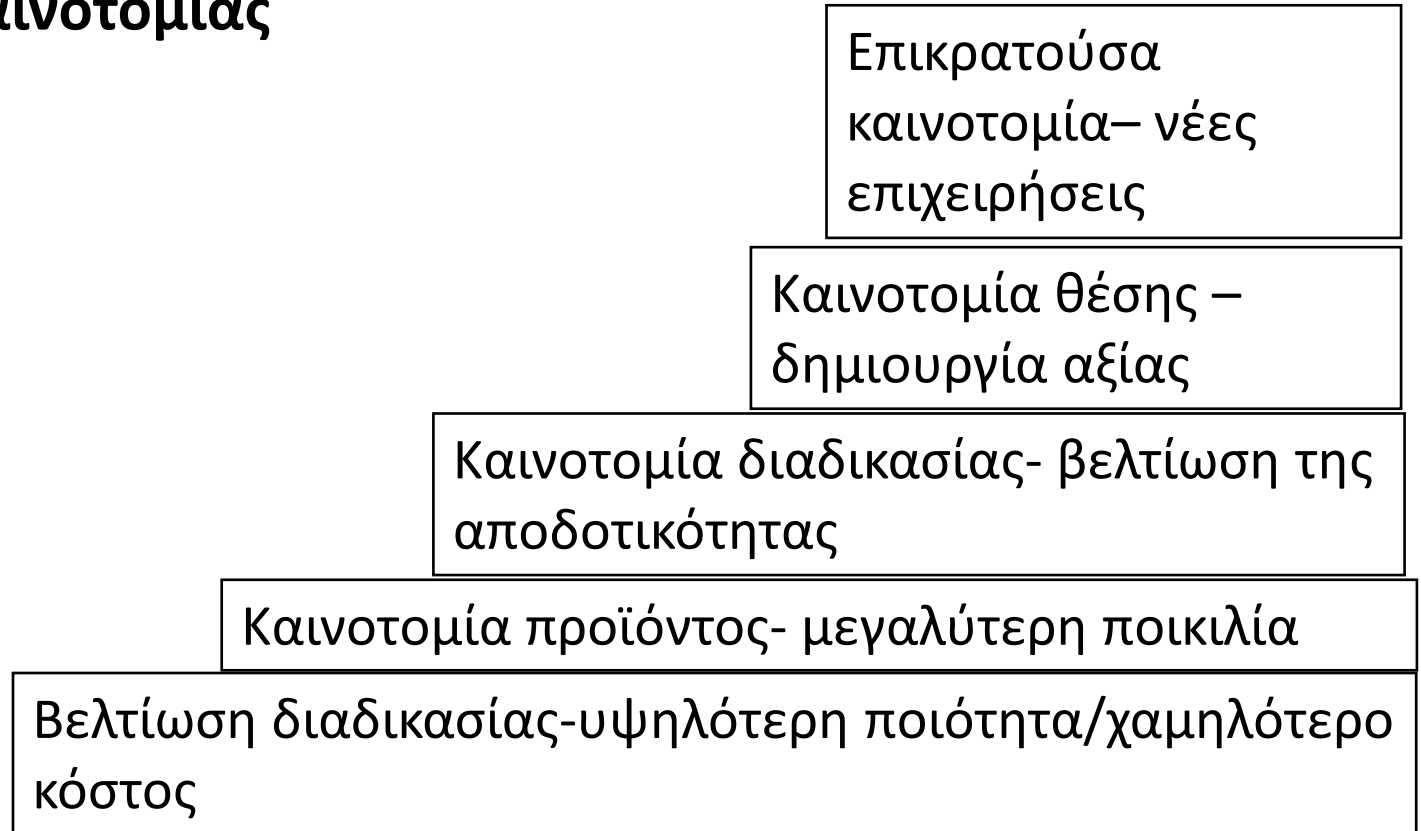 αινοτομίας
Επικρατούσα
καινοτομία– νέες
επιχειρήσεις
Καινοτομία θέσης –
δημιουργία αξίας
Καινοτομία διαδικασίας- βελτίωση της
αποδοτικότητας
Καινοτομία προϊόντος- μεγαλύτερη ποικιλία
Βελτίωση διαδικασίας-υψηλότερη ποιότητα/χαμηλότερο
κόστος